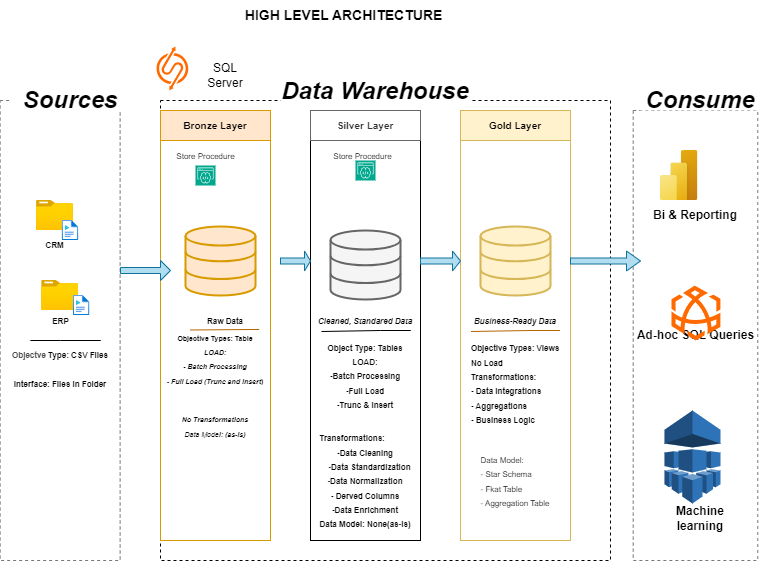 HIGH LEVEL ARCHITECTURE
SQL
Server
Sources
Data Warehouse
Consume
CRM
ERP
Objectve Type: CSV Files
Interface: Files in Folder
Bronze Layer
Store Procedure
Raw Data
Objective Types: Table
LOAD:
- Batch Processing
- Full Load (Trunc and Insert)
No Transformations
Data Model: (as-is)
Silver Layer
Store Procedure
Cleaned, Standared Data
Object Type: Tables
LOAD:
-Batch Processing
-Full Load
-Trunc & Insert
Transformations:
-Data Cleaning
-Data Standardization
-Data Normalization
- Derved Columns
-Data Enrichment
Data Model: None(as-is)
Gold Layer
Business-Ready Data
Objective Types: Views
No Load
Transformations:
- Data Integrations
- Aggregations
- Business Logic
Data Model:
- Star Schema
- Fkat Table
- Aggregation Table
Bi & Reporting
Ad-hoc SQL Queries
Machine
learning